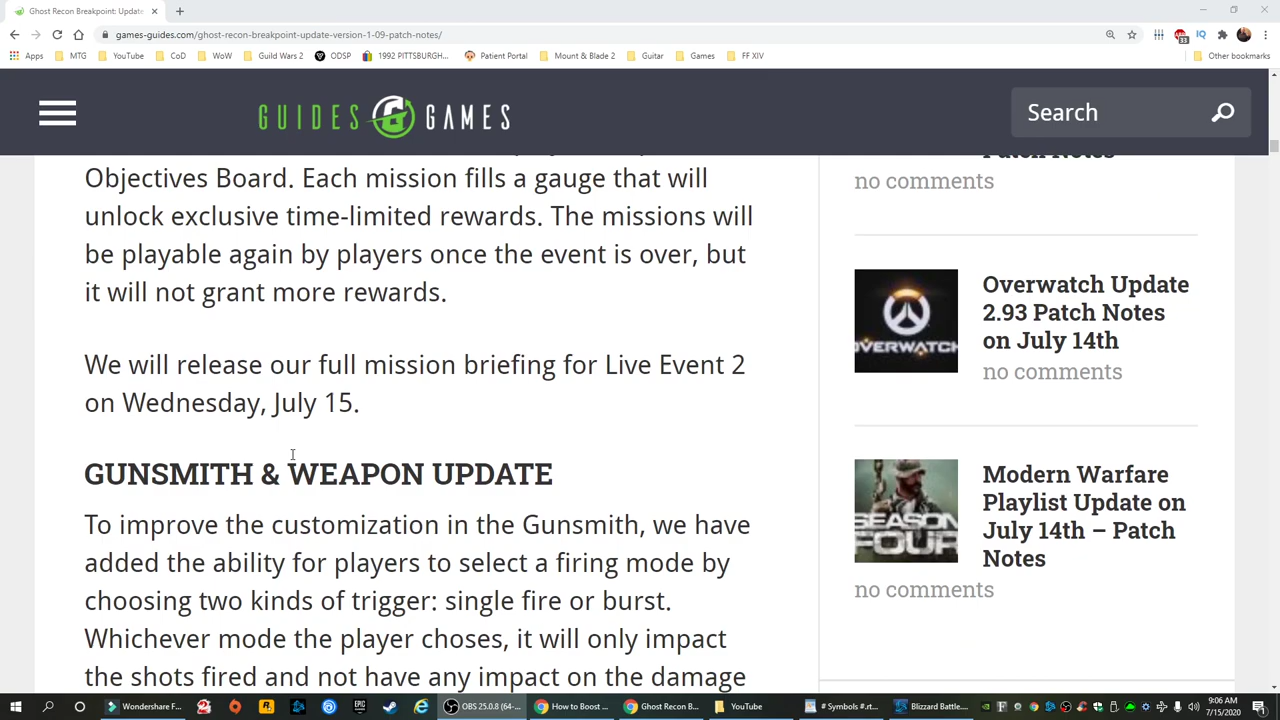 Ghost Recon Breakpoint: Update
games-guides.com/ghost-recon-breakpoint-update-version-1-09-patch-notes/
Apps MTG YouTube CoD WoW Guild Wars 2 ODSP 1992 PITTSBURGH... Patient Portal Mount & Blade 2 Guitar Games FF XIV Other bookmarks
GUIDES G GAMES
Search
Objectives Board. Each mission fills a gauge that will
unlock exclusive time-limited rewards. The missions will
be playable again by players once the event is over, but
it will not grant more rewards.
We will release our full mission briefing for Live Event 2
on Wednesday, July 15.
GUNSMITH & WEAPON UPDATE
To improve the customization in the Gunsmith, we have
added the ability for players to select a firing mode by
choosing two kinds of trigger: single fire or burst.
Whichever mode the player choses, it will only impact
the shots fired and not have any impact on the damage
Patch Notes
no comments
OVERWATCH
Overwatch Update
2.93 Patch Notes
on July 14th
no comments
SEASON
FOUR
Modern Warfare
Playlist Update on
July 14th – Patch
Notes
no comments
Wondershare F...
OBS 25.0.8 (64-...
How to Boost ...
Ghost Recon B...
YouTube
# Symbols #.rt...
Blizzard Battle....
9:06 AM
7/15/2020